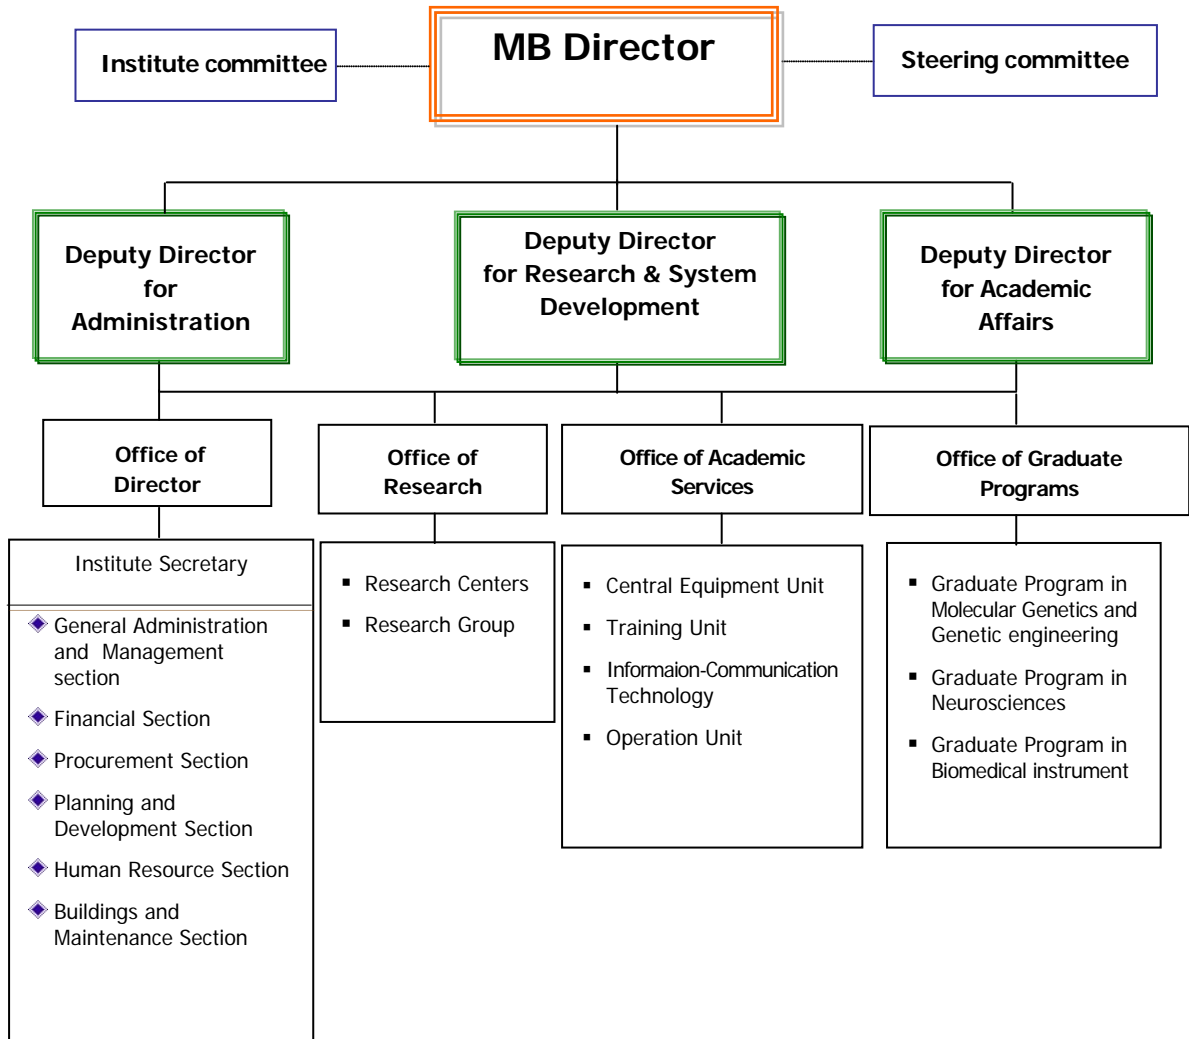 MB Director
Institute committee
Steering committee
Deputy Director
for
Administration
Deputy Director
for Research & System
Development
Deputy Director
for Academic
Affairs
Office of
Director
Office of
Research
Office of Academic
Services
Office of Graduate
Programs
Institute Secretary
General Administration
and Management
section
Financial Section
Procurement Section
Planning and
Development Section
Human Resource Section
Buildings and
Maintenance Section
Research Centers
Research Group
Central Equipment Unit
Training Unit
Informaion-Communication
Technology
Operation Unit
Graduate Program in
Molecular Genetics and
Genetic engineering
Graduate Program in
Neurosciences
Graduate Program in
Biomedical instrument